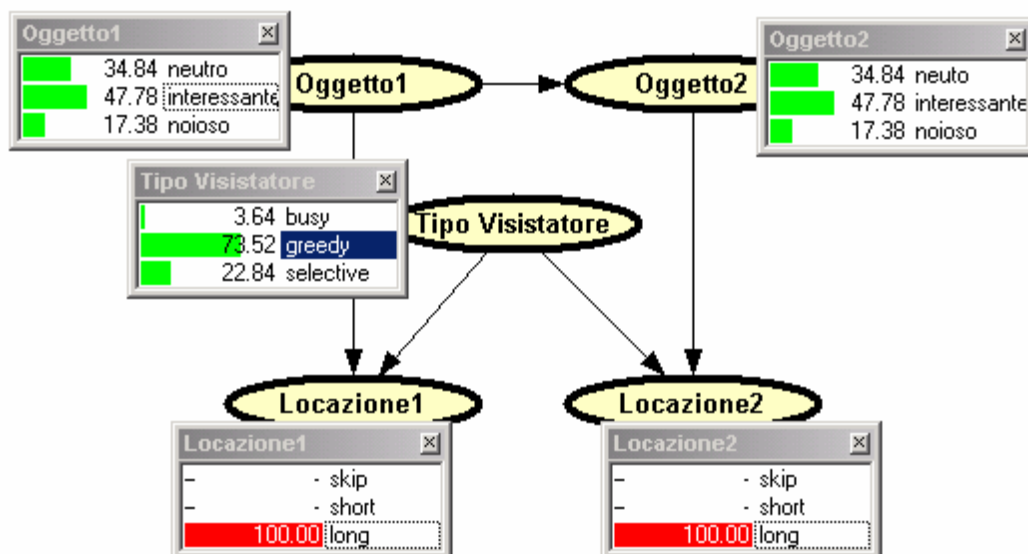 Oggetto1
34.84 neutro
47.78 interessante
17.38 noioso
Oggetto1
Oggetto2
Oggetto2
34.84 neuto
47.78 interessante
17.38 noioso
Tipo Visistatore
3.64 busy
73.52 greedy
22.84 selective
Tipo Visistatore
Locazione1
Locazione2
Locazione1
- - skip
- - short
100.00 long
Locazione2
- - skip
- - short
100.00 long